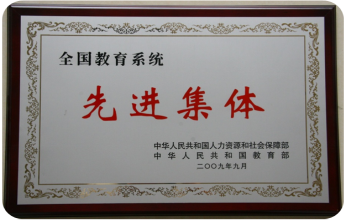 全国教育系统
先进集体
中华人民共和国人力资源和社会保障部
中华人民共和国教育部
二〇〇九年九月